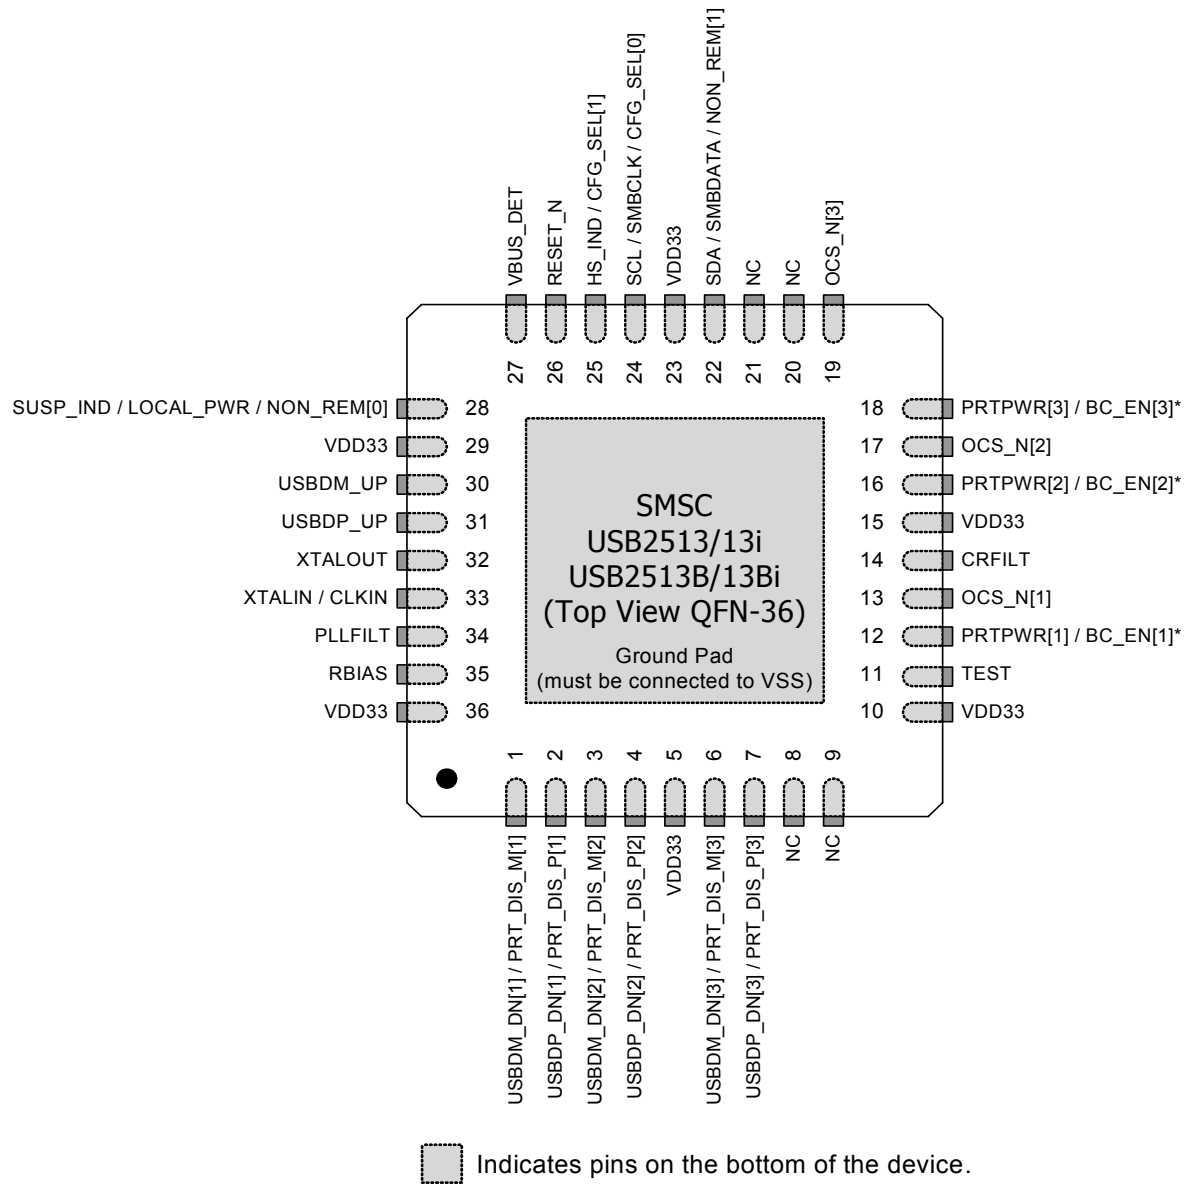 VBUS_DET
RESET_N
HS_IND / CFG_SEL[1]
SCL / SMBCLK / CFG_SEL[0]
VDD33
SDA / SMBDATA / NON_REM[1]
NC
NC
OCS_N[3]
27
26
25
24
23
22
21
20
19
SUSP_IND / LOCAL_PWR / NON_REM[0]
28
VDD33
29
USBDM_UP
30
USBDP_UP
31
XTALOUT
32
XTALIN / CLKIN
33
PLLFILT
34
RBIAS
35
VDD33
36
SMSC
USB2513/13i
USB2513B/13Bi
(Top View QFN-36)
Ground Pad
(must be connected to VSS)
18
PRTPWR[3] / BC_EN[3]*
17
OCS_N[2]
16
PRTPWR[2] / BC_EN[2]*
15
VDD33
14
CRFILT
13
OCS_N[1]
12
PRTPWR[1] / BC_EN[1]*
11
TEST
10
VDD33
1
2
3
4
5
6
7
8
9
USBDM_DN[1] / PRT_DIS_M[1]
USBDP_DN[1] / PRT_DIS_P[1]
USBDM_DN[2] / PRT_DIS_M[2]
USBDP_DN[2] / PRT_DIS_P[2]
VDD33
USBDM_DN[3] / PRT_DIS_M[3]
USBDP_DN[3] / PRT_DIS_P[3]
NC
NC
Indicates pins on the bottom of the device.